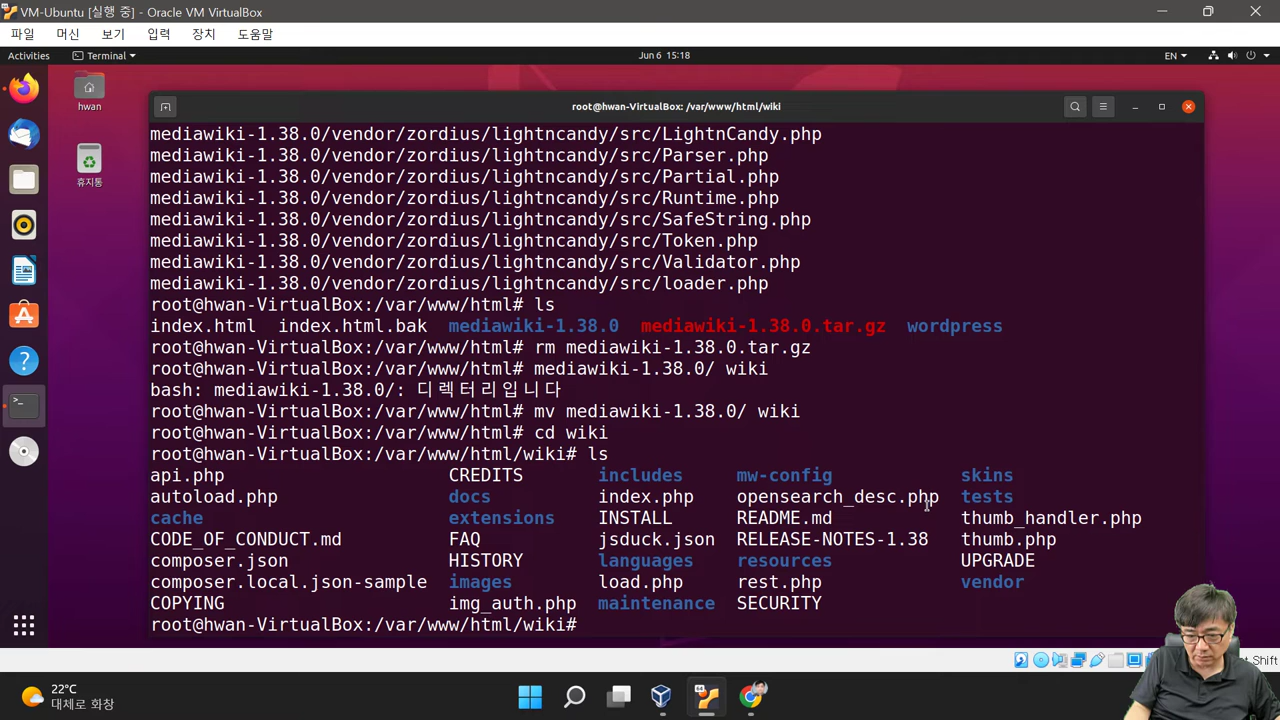 VM-Ubuntu [실행 중] - Oracle VM VirtualBox
파일 머신 보기 입력 장치 도움말
Activities Terminal Jun 6 15:18 EN
hwan
휴지통
root@hwan-VirtualBox: /var/www/html/wiki
mediawiki-1.38.0/vendor/zordius/lightncandy/src/LightnCandy.php
mediawiki-1.38.0/vendor/zordius/lightncandy/src/Parser.php
mediawiki-1.38.0/vendor/zordius/lightncandy/src/Partial.php
mediawiki-1.38.0/vendor/zordius/lightncandy/src/Runtime.php
mediawiki-1.38.0/vendor/zordius/lightncandy/src/SafeString.php
mediawiki-1.38.0/vendor/zordius/lightncandy/src/Token.php
mediawiki-1.38.0/vendor/zordius/lightncandy/src/Validator.php
mediawiki-1.38.0/vendor/zordius/lightncandy/src/loader.php
root@hwan-VirtualBox:/var/www/html# ls
index.html index.html.bak mediawiki-1.38.0 mediawiki-1.38.0.tar.gz wordpress
root@hwan-VirtualBox:/var/www/html# rm mediawiki-1.38.0.tar.gz
root@hwan-VirtualBox:/var/www/html# mediawiki-1.38.0/ wiki
bash: mediawiki-1.38.0/: 디렉터리입니다
root@hwan-VirtualBox:/var/www/html# mv mediawiki-1.38.0/ wiki
root@hwan-VirtualBox:/var/www/html# cd wiki
root@hwan-VirtualBox:/var/www/html/wiki# ls
api.php CREDITS includes mw-config skins
autoload.php docs index.php opensearch_desc.php tests
cache extensions INSTALL README.md thumb_handler.php
CODE_OF_CONDUCT.md FAQ jsduck.json RELEASE-NOTES-1.38 thumb.php
composer.json HISTORY languages resources UPGRADE
composer.local.json-sample images load.php rest.php vendor
COPYING img_auth.php maintenance SECURITY
root@hwan-VirtualBox:/var/www/html/wiki#
Shift
22°C
대체로 화창